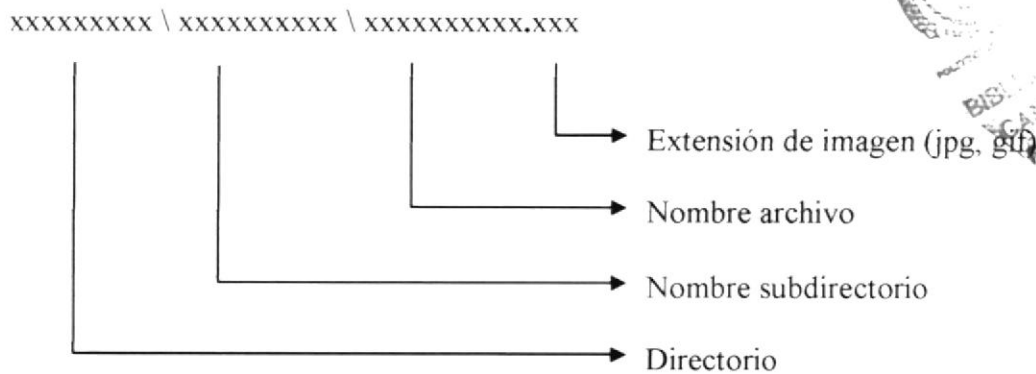 xxxxxxxxx \ xxxxxxxxxx \ xxxxxxxxxx.xxx
Extensión de imagen (jpg, gif)
Nombre archivo
Nombre subdirectorio
Directorio